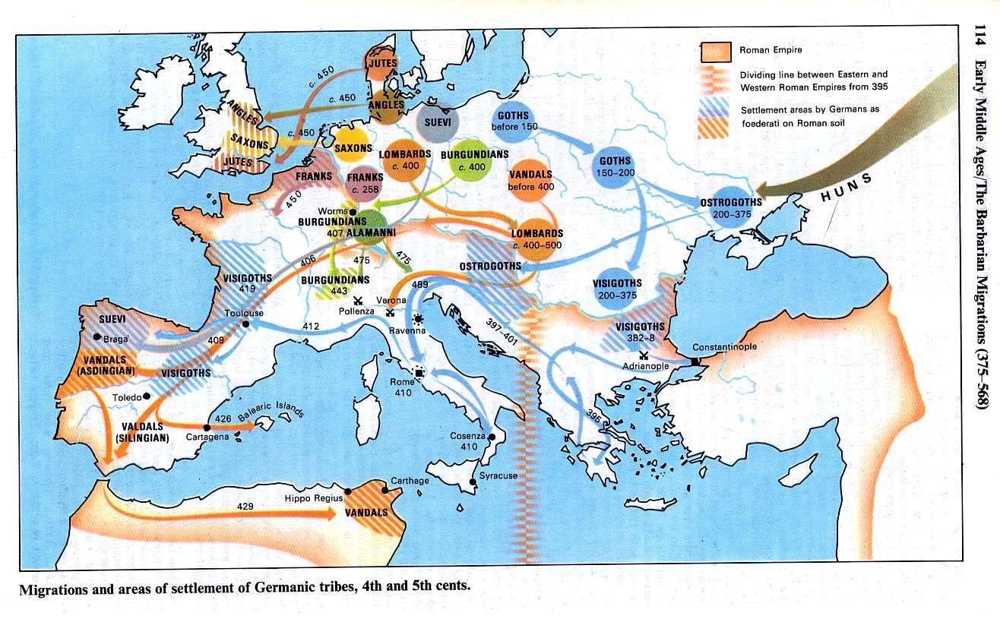 114 Early Middle Ages/The Barbarian Migrations (375–568)
Roman Empire
Dividing line between Eastern and
Western Roman Empires from 395
Settlement areas by Germans as
foederati on Roman soil
JUTES
c. 450
ANGLES
c. 450
SUEVI
GOTHS
before 150
ANGLES
SAXONS
JUTES
c. 450
SAXONS
LOMBARDS
c. 400
BURGUNDIANS
c. 400
VANDALS
before 400
GOTHS
150–200
HUNS
FRANKS
FRANKS
c. 258
450
OSTROGOTHS
200–375
Worms
BURGUNDIANS
407
ALAMANNI
LOMBARDS
c. 400–500
406
475
475
OSTROGOTHS
VISIGOTHS
419
BURGUNDIANS
443
489
VISIGOTHS
200–375
Pollenza
Verona
Toulouse
SUEVI
Braga
412
409
Ravenna
397–401
VISIGOTHS
382–8
Constantinople
Adrianople
VANDALS
(ASDINGIAN)
VISIGOTHS
Toledo
Rome
410
395
426
Balearic Islands
VALDALS
(SILINGIAN)
Cartagena
Cosenza
410
Syracuse
Carthage
Hippo Regius
429
VANDALS
Migrations and areas of settlement of Germanic tribes, 4th and 5th cents.